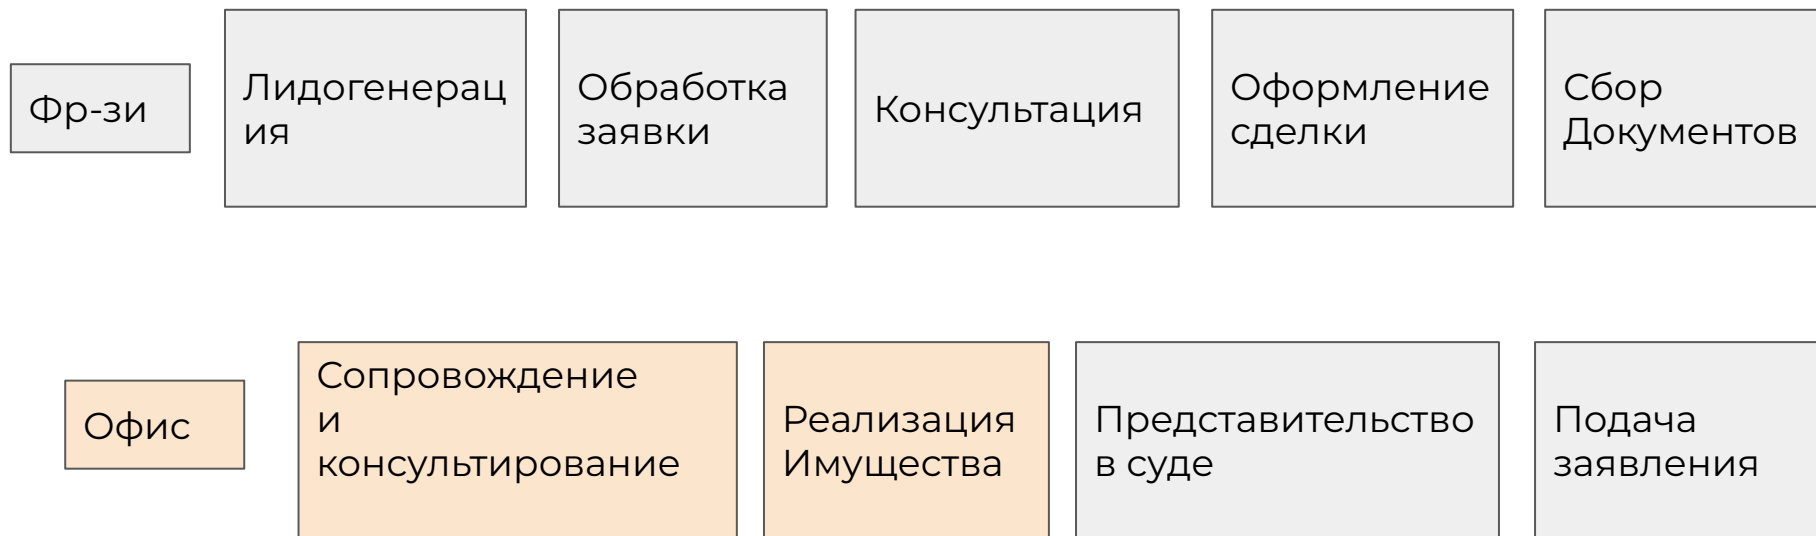 Фр-зи
Лидогенерац
ия
Обработка
заявки
Консультация
Оформление
сделки
Сбор
Документов
Офис
Сопровождение
и
консультирование
Реализация
Имущества
Представительство
в суде
Подача
заявления